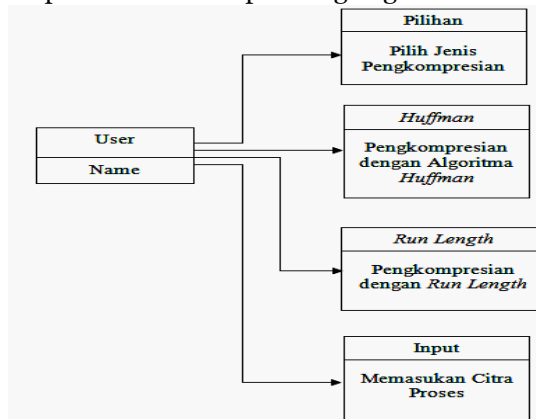 Pilihan
Pilih Jenis
Pengkompresian
User
Name
Huffman
Pengkompresian
dengan Algoritma
Huffman
Run Length
Pengkompresian
dengan Run Length
Input
Memasukan Citra
Proses